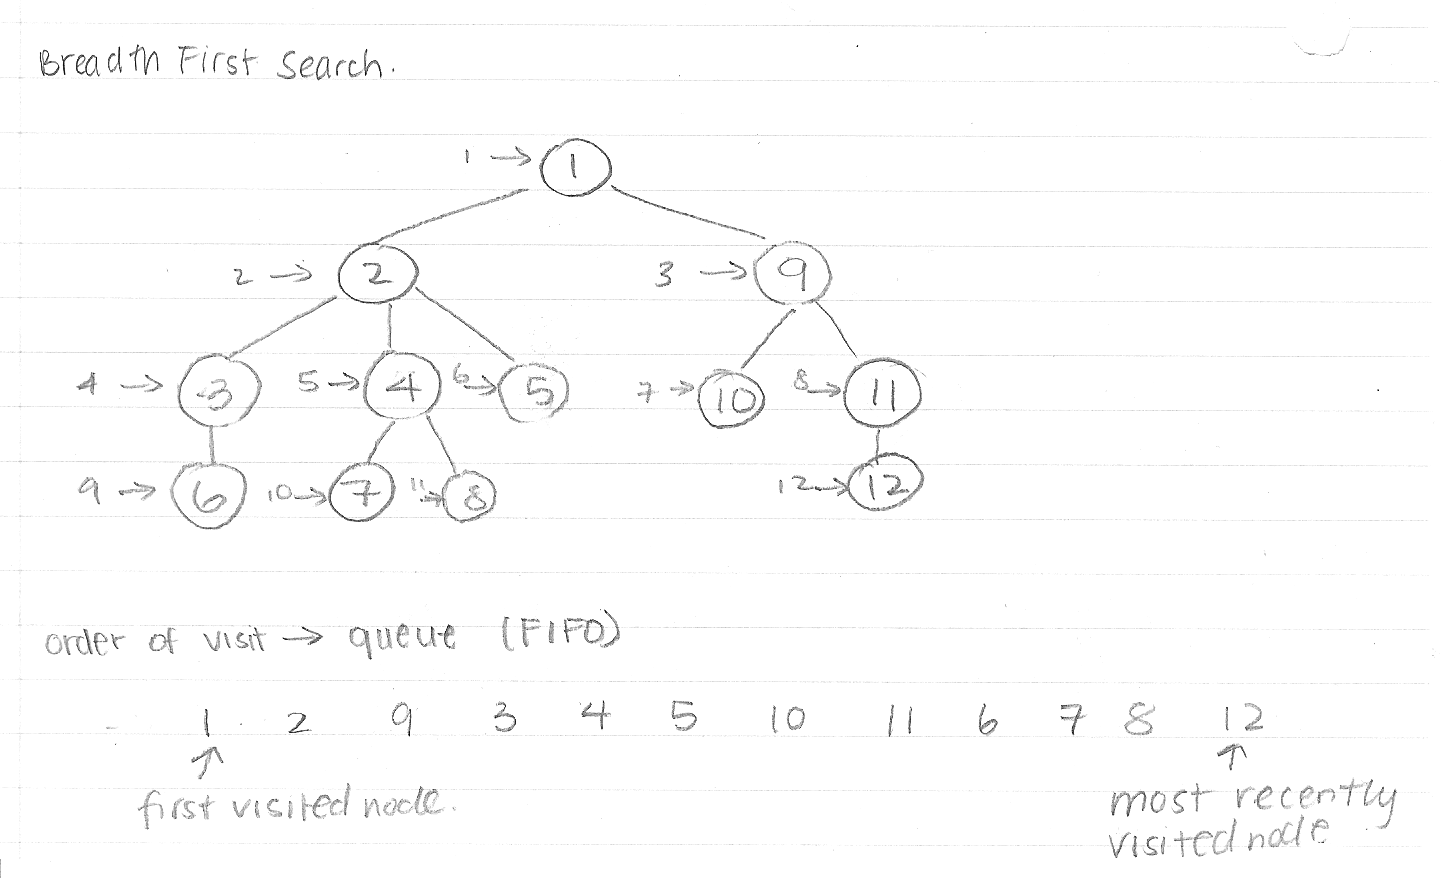 Breadth First Search.
1 → 1
2 → 2 3 → 9
4 → 3 5 → 4 6 → 5 7 → 10 8 → 11
9 → 6 10 → 7 11 → 8 12 → 12
order of visit → queue (FIFO)
1 2 9 3 4 5 10 11 6 7 8 12
↑ ↑
first visited node. most recently
visited node